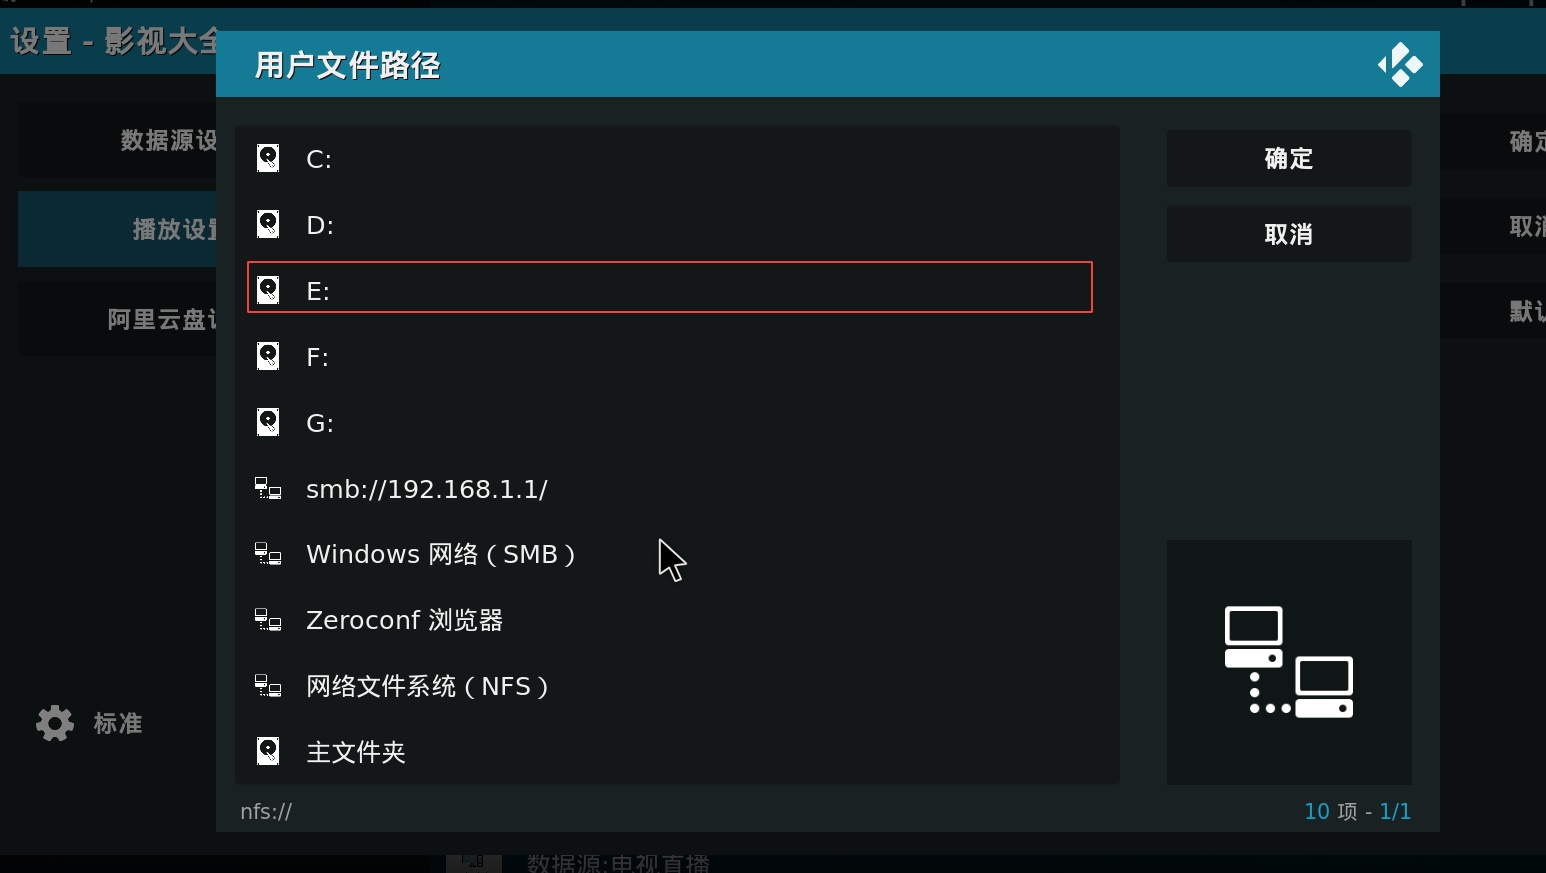 设置 - 影视大全
用户文件路径
数据源设
播放设置
阿里云盘设
标准
C:
D:
E:
F:
G:
smb://192.168.1.1/
Windows 网络（SMB）
Zeroconf 浏览器
网络文件系统（NFS）
主文件夹
nfs://
10 项 - 1/1
确定
取消
确定
取消
默认
数据源:电视直播